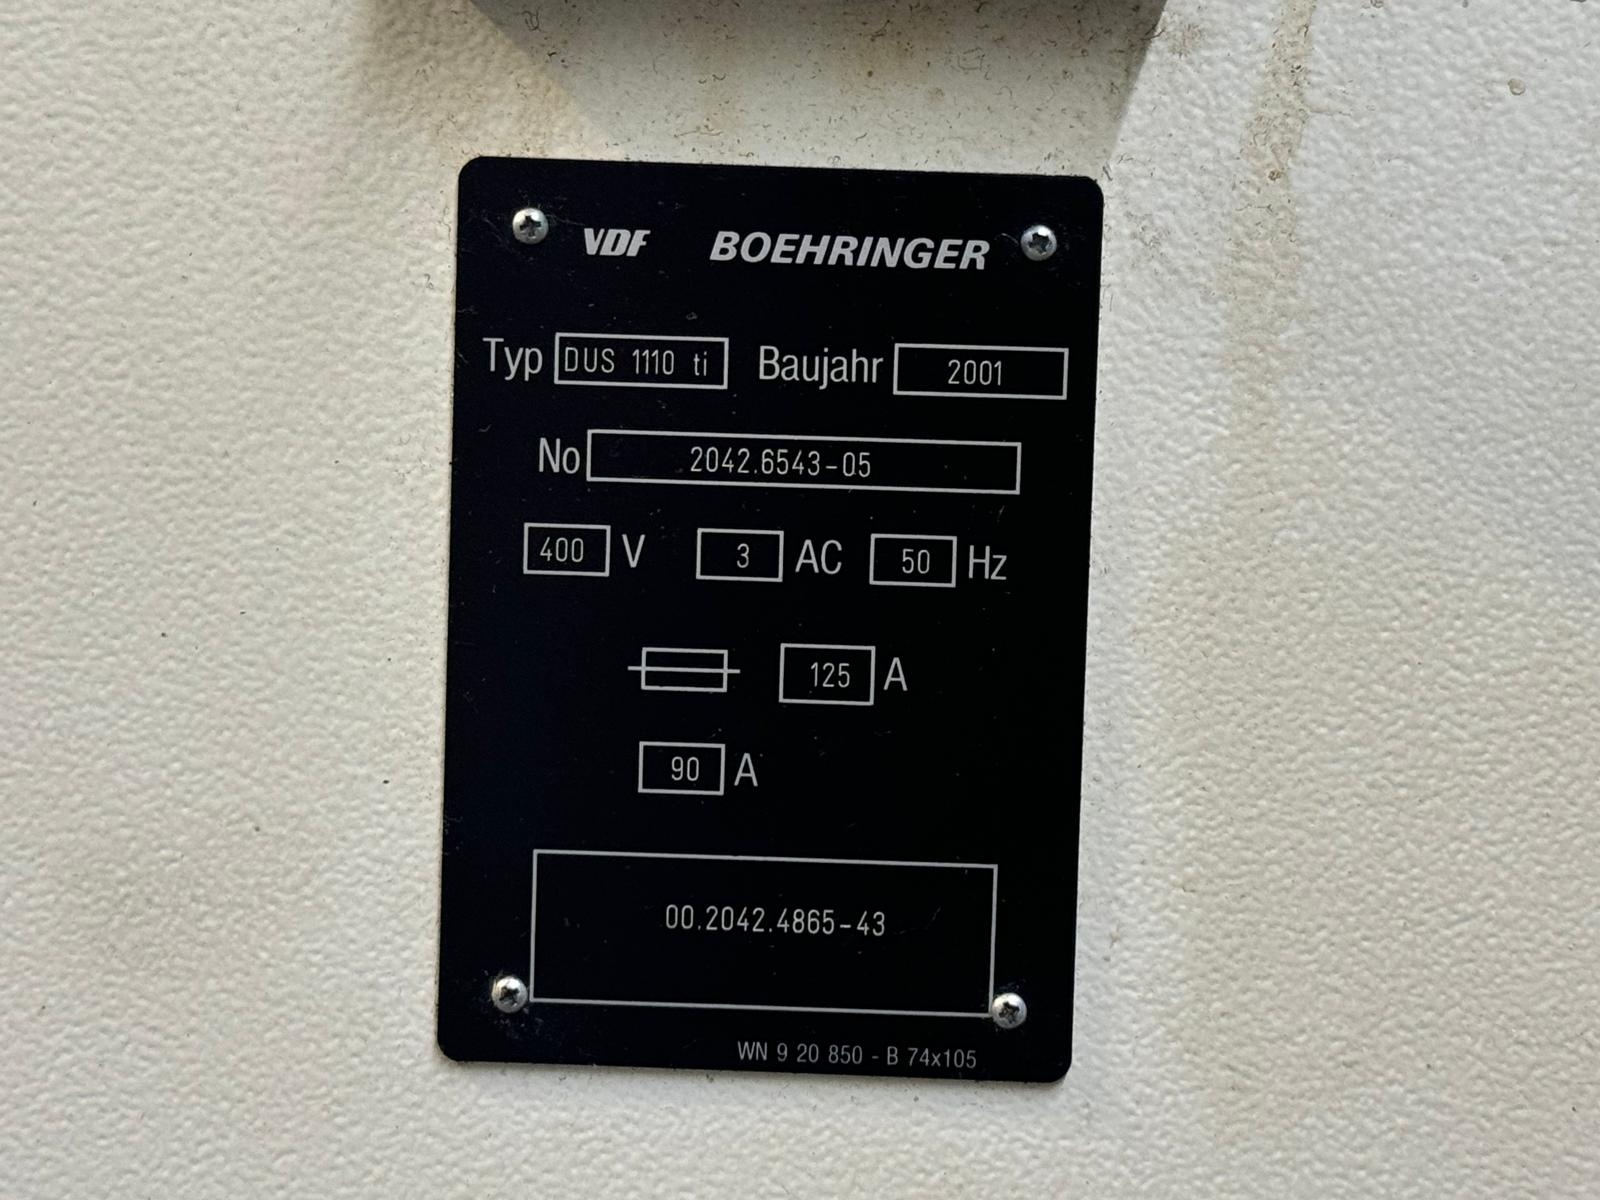 VDF BOEHRINGER
Typ DUS 1110 ti Baujahr 2001
No 2042.6543-05
400 V 3 AC 50 Hz
125 A
90 A
00.2042.4865-43
WN 9 20 850 - B 74x105